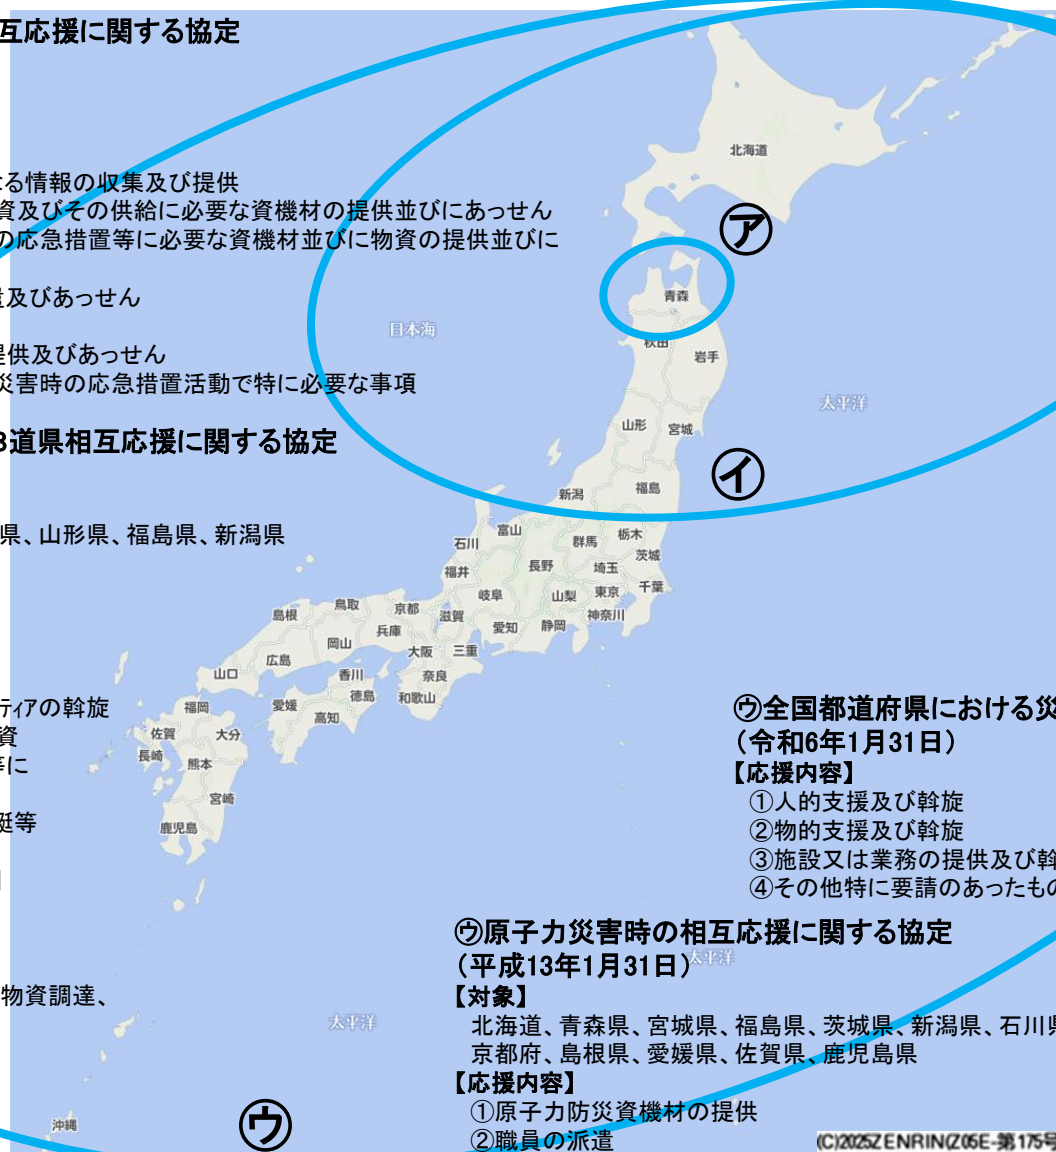 互応援に関する協定
る情報の収集及び提供
資及びその供給に必要な資機材の提供並びにあっせん
の応急措置等に必要な資機材並びに物資の提供並びに
及びあっせん
提供及びあっせん
災害時の応急措置活動で特に必要な事項
道県相互応援に関する協定
県、山形県、福島県、新潟県
ティアの斡旋
資
に
艇等
物資調達、
北海道
㋐
青森
秋田
岩手
日本海
太平洋
山形
宮城
㋑
新潟
福島
石川
富山
群馬
栃木
茨城
福井
長野
埼玉
岐阜
山梨
東京
千葉
島根
鳥取
京都
滋賀
愛知
静岡
神奈川
兵庫
岡山
大阪
三重
広島
山口
香川
奈良
徳島
和歌山
福岡
愛媛
高知
佐賀
大分
長崎
熊本
宮崎
鹿児島
㋒全国都道府県における災
(令和6年1月31日)
【応援内容】
①人的支援及び斡旋
②物的支援及び斡旋
③施設又は業務の提供及び斡
④その他特に要請のあったもの
㋒原子力災害時の相互応援に関する協定
(平成13年1月31日)
太平洋
【対象】
北海道、青森県、宮城県、福島県、茨城県、新潟県、石川県
京都府、島根県、愛媛県、佐賀県、鹿児島県
【応援内容】
①原子力防災資機材の提供
②職員の派遣
太平洋
沖縄
㋒
(C)2025ZENRIN(Z05E-第175号